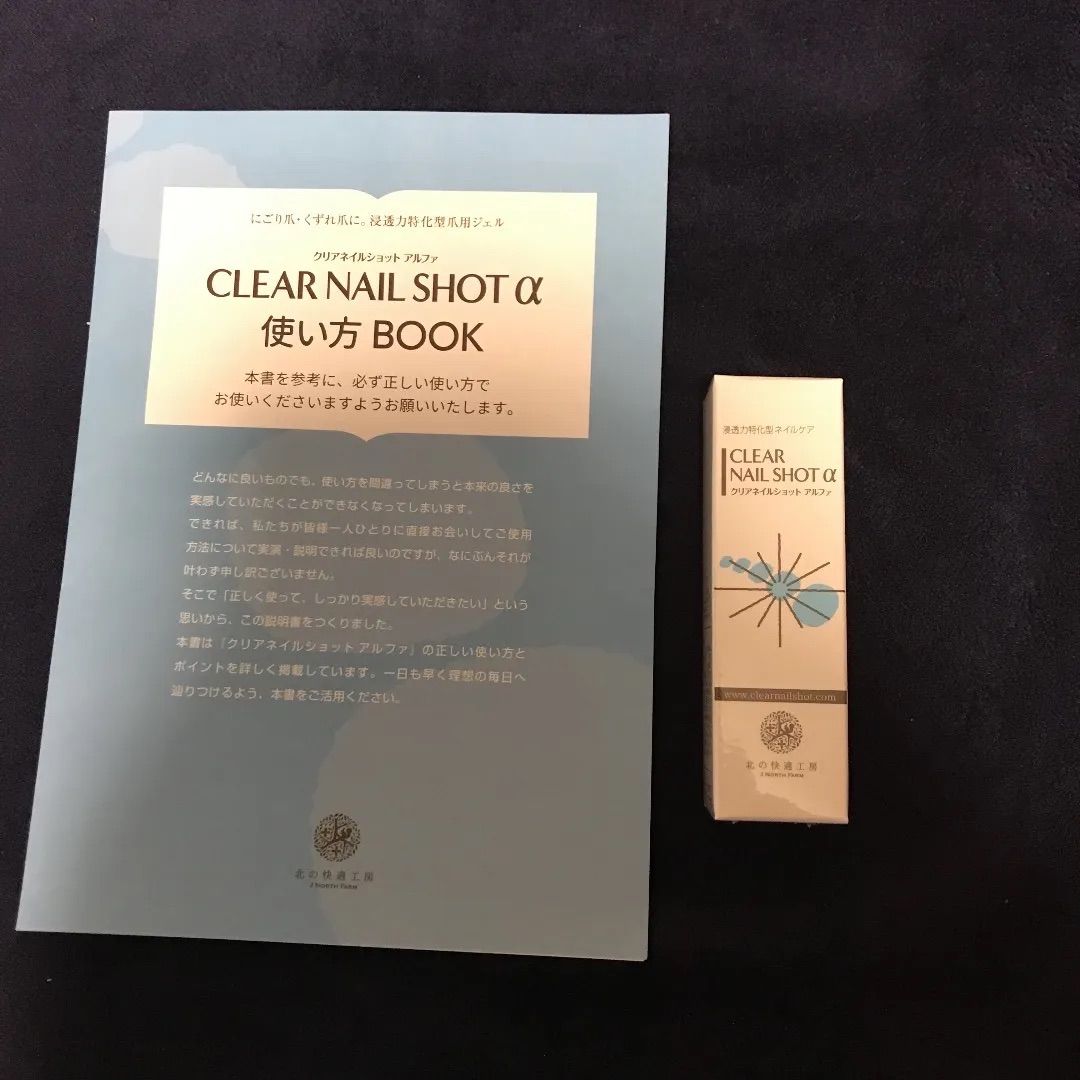 にごり爪・くずれ爪に。浸透力特化型爪用ジェル
クリアネイルショット アルファ
CLEAR NAIL SHOT α
使い方 BOOK
本書を参考に、必ず正しい使い方で
お使いくださいますようお願いいたします。
どんなに良いものでも、使い方を間違ってしまうと本来の良さを
実感していただくことができなくなってしまいます。
できれば、私たちが皆様一人ひとりに直接お会いしてご使用
方法について実演・説明できれば良いのですが、なにぶんそれが
叶わず申し訳ございません。
そこで「正しく使って、しっかり実感していただきたい」という
思いから、この説明書をつくりました。
本書は『クリアネイルショット アルファ』の正しい使い方と
ポイントを詳しく掲載しています。一日も早く理想の毎日へ
辿りつけるよう、本書をご活用ください。
北の快適工房
J NORTH FARM
浸透力特化型ネイルケア
CLEAR
NAIL SHOT α
クリアネイルショット アルファ
www.clearnailshot.com
北の快適工房
J NORTH FARM